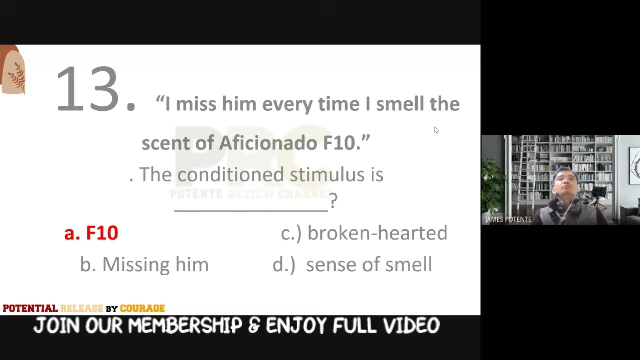 13. “I miss him every time I smell the
scent of Aficionado F10.”
. The conditioned stimulus is
_______________?
a. F10
c.) broken-hearted
b. Missing him
d.) sense of smell
PRC
POTENTE REVIEW CHANNEL
JAMES POTENTE
POTENTIAL RELEASE BY COURAGE
JOIN OUR MEMBERSHIP & ENJOY FULL VIDEO